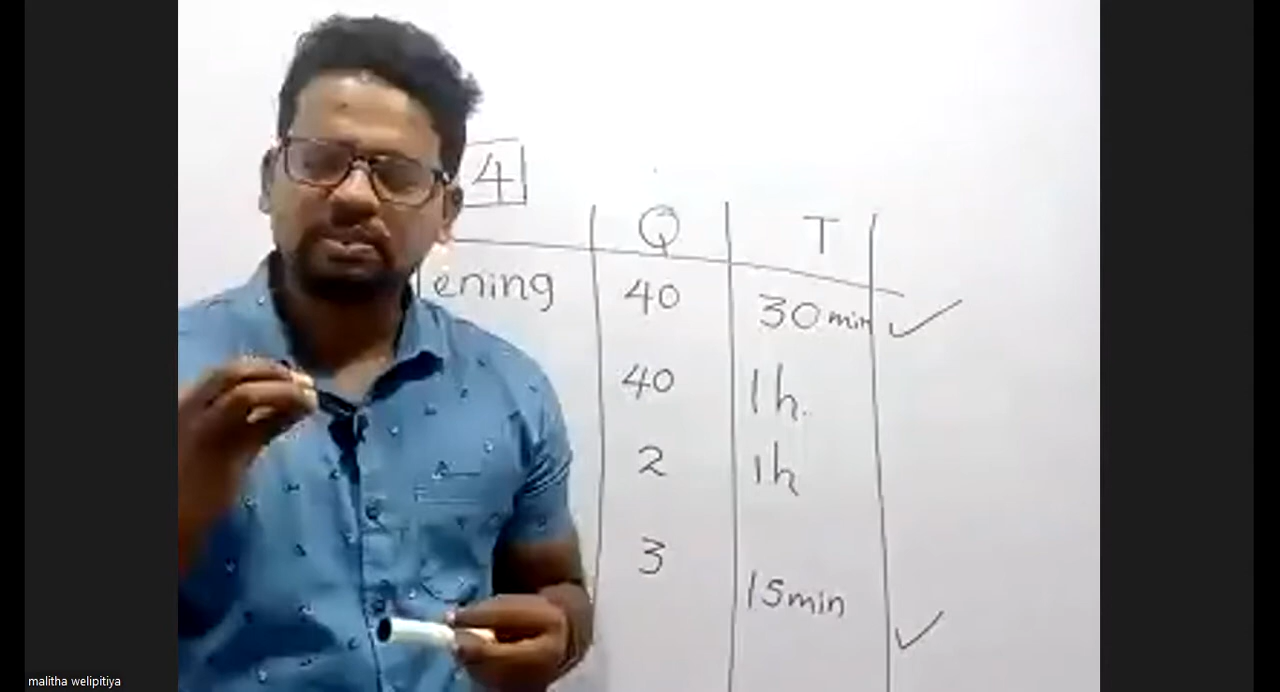 4
Q T
ening 40 30 min
40 1 h.
2 1 h
3
15 min
malitha welipitiya